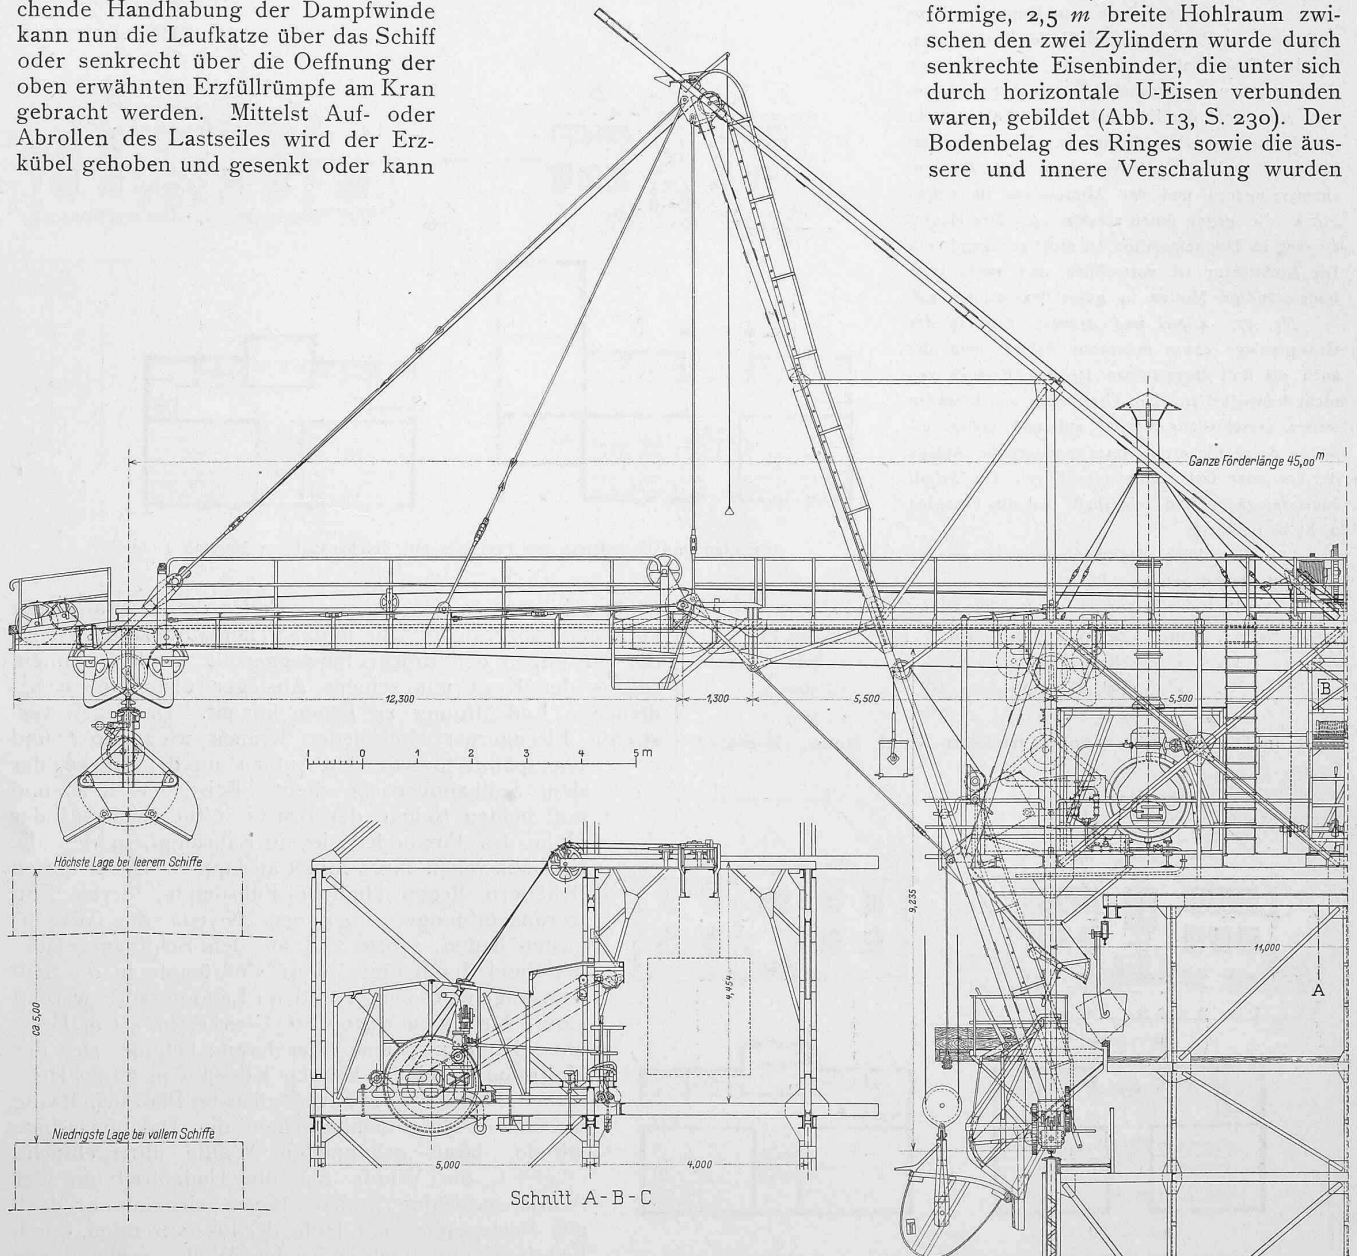 chende Handhabung der Dampfwinde
kann nun die Laufkatze über das Schiff
oder senkrecht über die Oeffnung der
oben erwähnten Erzfüllrümpfe am Kran
gebracht werden. Mittelst Auf- oder
Abrollen des Lastseiles wird der Erz-
kübel gehoben und gesenkt oder kann
förmige, 2,5 m breite Hohlraum zwi-
schen den zwei Zylindern wurde durch
senkrechte Eisenbinder, die unter sich
durch horizontale U-Eisen verbunden
waren, gebildet (Abb. 13, S. 230). Der
Bodenbelag des Ringes sowie die äus-
sere und innere Verschalung wurden
Ganze Förderlänge 45,00 m
12,300
1,300
5,500
5,500
B
1 0 1 2 3 4 5 m
Höchste Lage bei leerem Schiffe
ca 5,00
Niedrigste Lage bei vollem Schiffe
4,454
9,235
11,000
A
5,000
4,000
Schnitt A-B-C